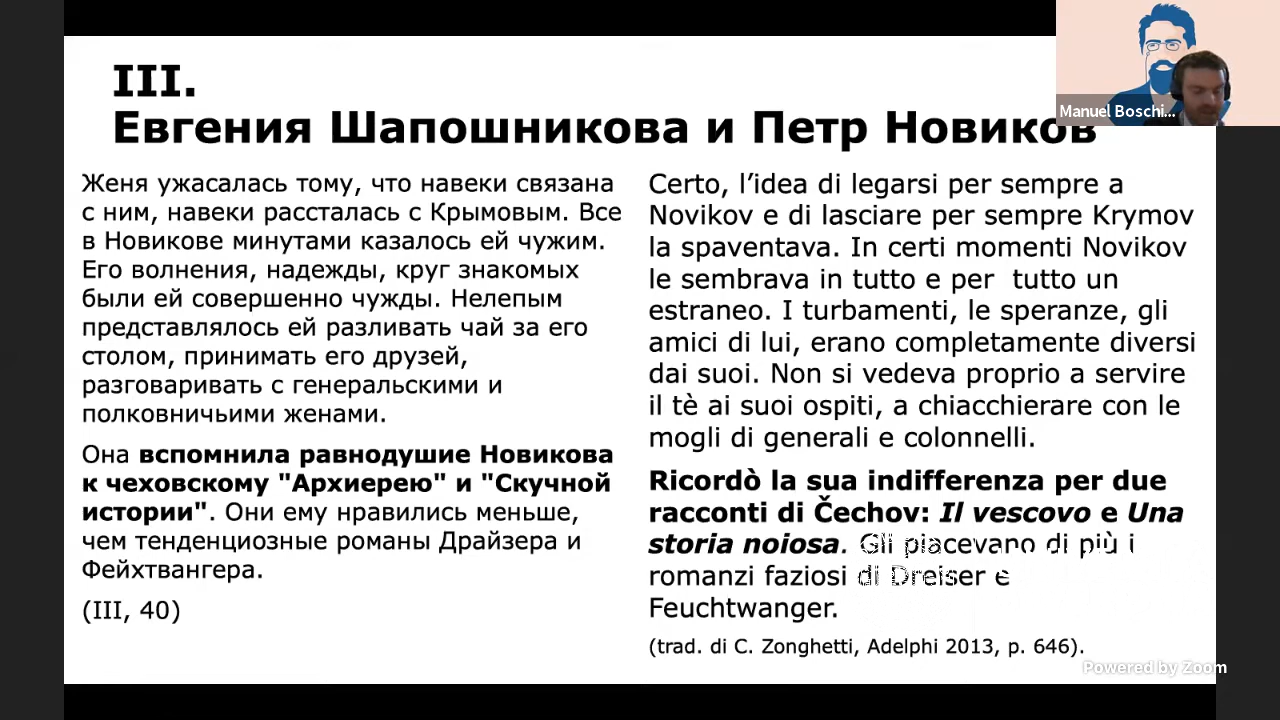 III.
Евгения Шапошникова и Петр Новиков
Manuel Boschi...
Женя ужасалась тому, что навеки связана
с ним, навеки рассталась с Крымовым. Все
в Новикове минутами казалось ей чужим.
Его волнения, надежды, круг знакомых
были ей совершенно чужды. Нелепым
представлялось ей разливать чай за его
столом, принимать его друзей,
разговаривать с генеральскими и
полковничьими женами.
Она вспомнила равнодушие Новикова
к чеховскому "Архиерею" и "Скучной
истории". Они ему нравились меньше,
чем тенденциозные романы Драйзера и
Фейхтвангера.
(III, 40)
Certo, l’idea di legarsi per sempre a
Novikov e di lasciare per sempre Krymov
la spaventava. In certi momenti Novikov
le sembrava in tutto e per tutto un
estraneo. I turbamenti, le speranze, gli
amici di lui, erano completamente diversi
dai suoi. Non si vedeva proprio a servire
il tè ai suoi ospiti, a chiacchierare con le
mogli di generali e colonnelli.
Ricordò la sua indifferenza per due
racconti di Čechov: Il vescovo e Una
storia noiosa. Gli piacevano di più i
romanzi faziosi di Dreiser e
Feuchtwanger.
(trad. di C. Zonghetti, Adelphi 2013, p. 646).
Powered by Zoom